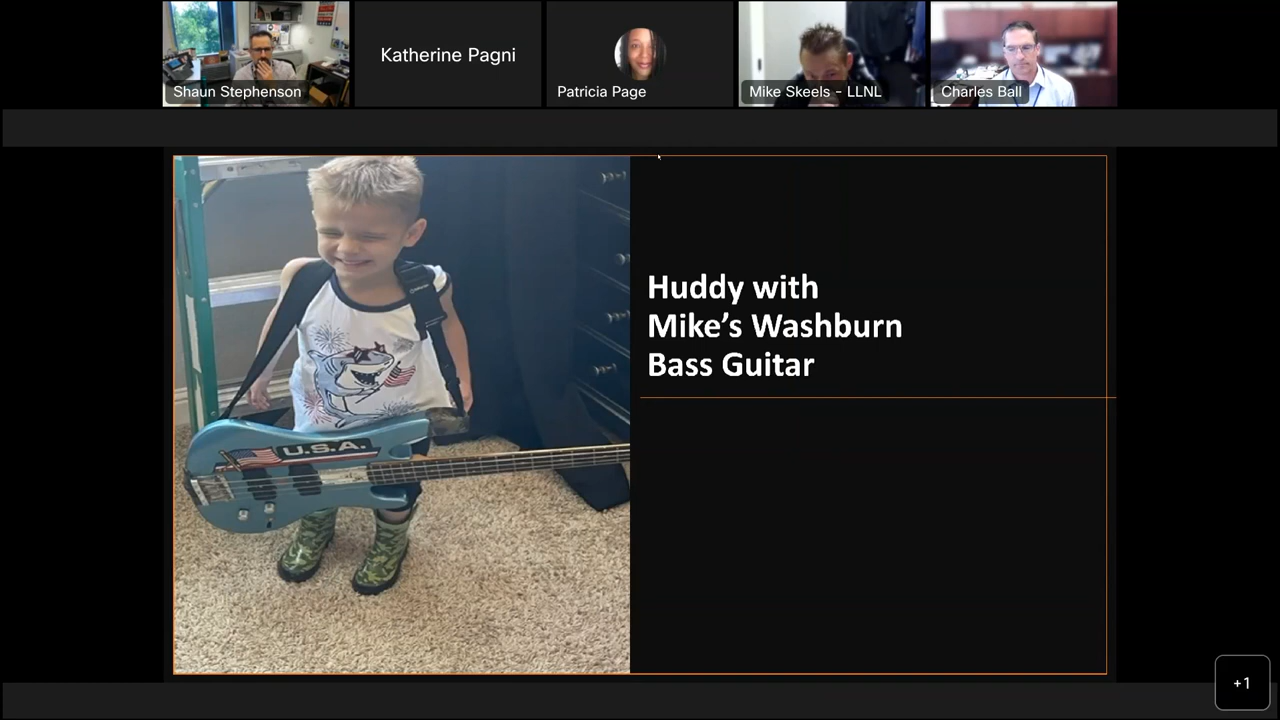 Shaun Stephenson
Katherine Pagni
Patricia Page
Mike Skeels - LLNL
Charles Ball
Huddy with
Mike's Washburn
Bass Guitar
U.S.A.
+1